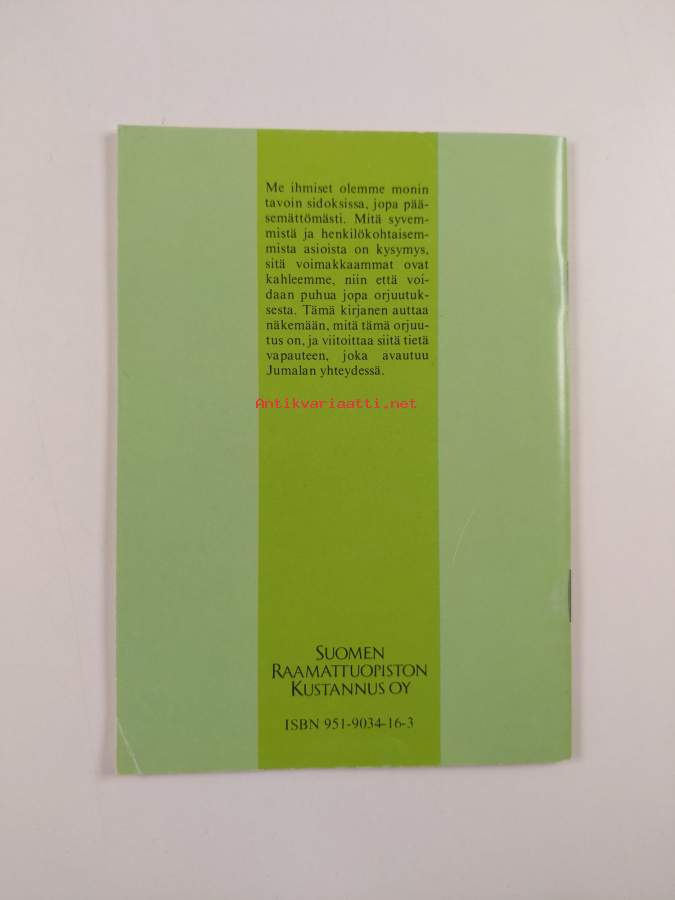 Me ihmiset olemme monin
tavoin sidoksissa, jopa pää-
semättömästi. Mitä syvem-
mistä ja henkilökohtaisem-
mista asioista on kysymys,
sitä voimakkaammat ovat
kahleemme, niin että voi-
daan puhua jopa orjuutuk-
sesta. Tämä kirjanen auttaa
näkemään, mitä tämä orjuu-
tus on, ja viitoittaa siitä tietä
vapauteen, joka avautuu
Jumalan yhteydessä.
Antikvariaatti.net
SUOMEN
RAAMATTUOPISTON
KUSTANNUS OY
ISBN 951-9034-16-3